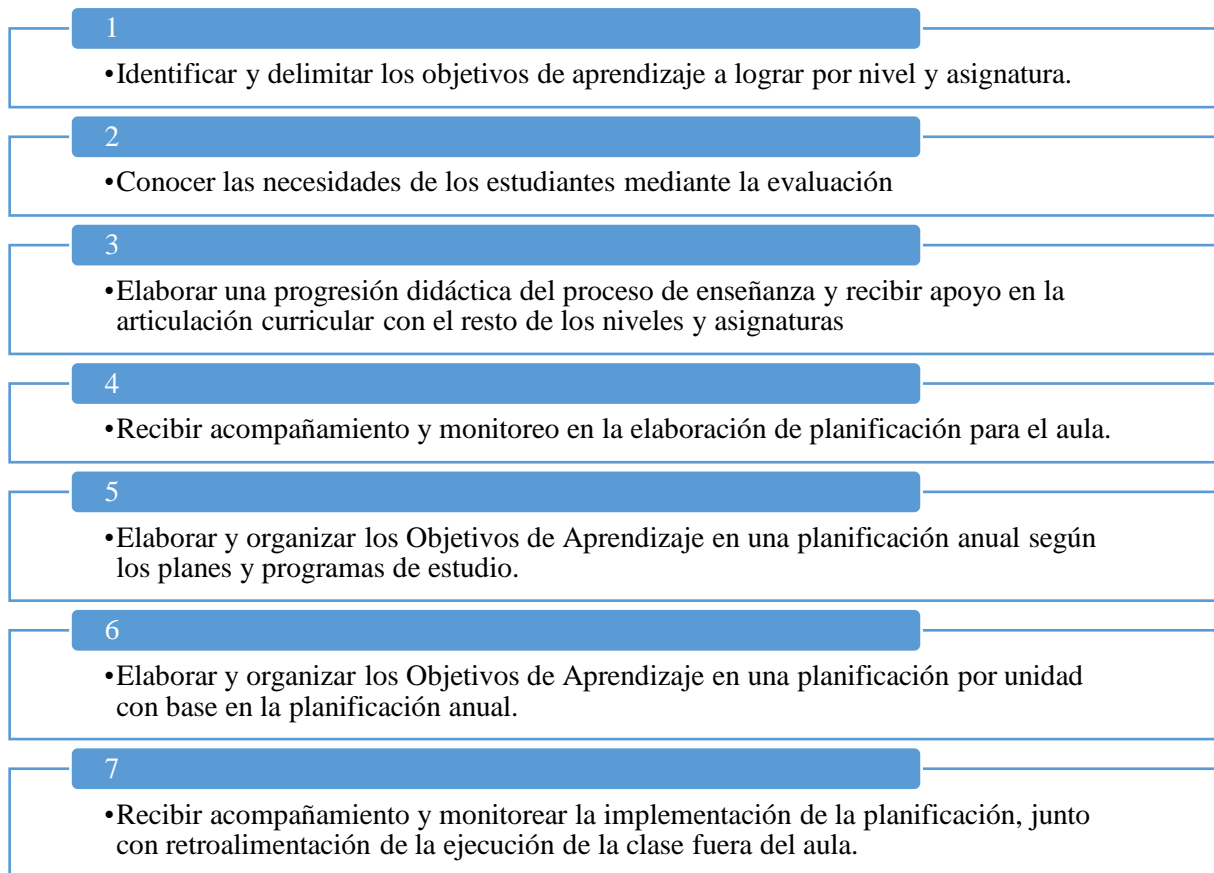 1
•Identificar y delimitar los objetivos de aprendizaje a lograr por nivel y asignatura.
2
•Conocer las necesidades de los estudiantes mediante la evaluación
3
•Elaborar una progresión didáctica del proceso de enseñanza y recibir apoyo en la
articulación curricular con el resto de los niveles y asignaturas
4
•Recibir acompañamiento y monitoreo en la elaboración de planificación para el aula.
5
•Elaborar y organizar los Objetivos de Aprendizaje en una planificación anual según
los planes y programas de estudio.
6
•Elaborar y organizar los Objetivos de Aprendizaje en una planificación por unidad
con base en la planificación anual.
7
•Recibir acompañamiento y monitorear la implementación de la planificación, junto
con retroalimentación de la ejecución de la clase fuera del aula.